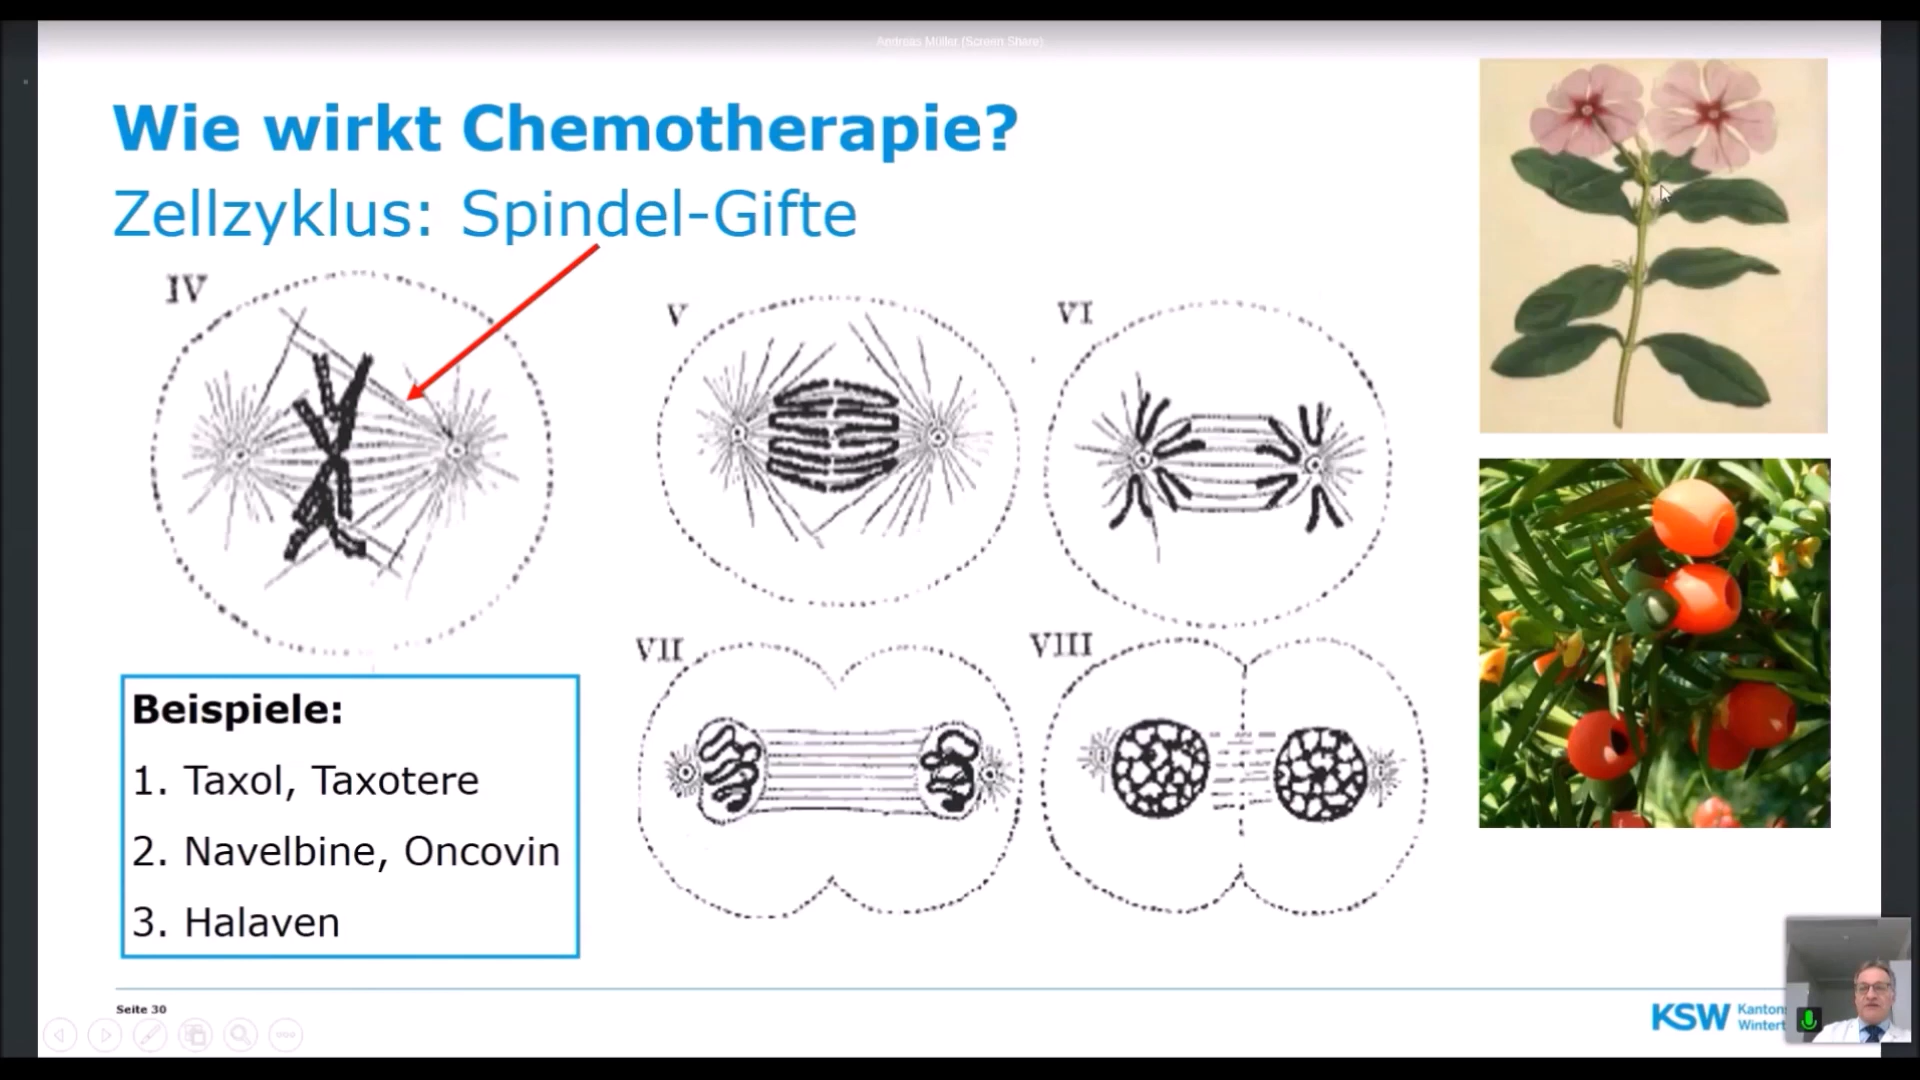 Andreas Müller (Screen Share)
Wie wirkt Chemotherapie?
Zellzyklus: Spindel-Gifte
IV
V
VI
VII
VIII
Beispiele:
1. Taxol, Taxotere
2. Navelbine, Oncovin
3. Halaven
Seite 30
KSW
Kanton
Wintert